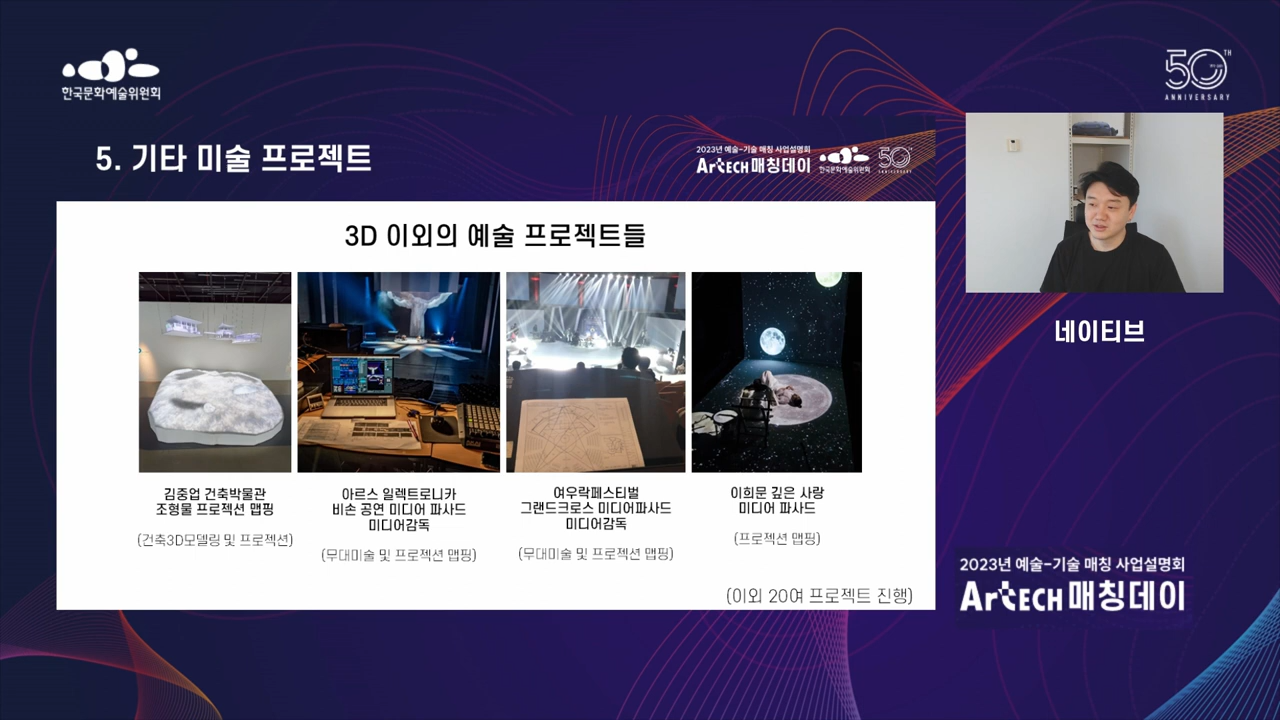 한국문화예술위원회
50TH
ANNIVERSARY
5. 기타 미술 프로젝트
2023년 예술-기술 매칭 사업설명회
ArtECH 매칭데이
한국문화예술위원회
50
ANNIVERSARY
3D 이외의 예술 프로젝트들
김중업 건축박물관
조형물 프로젝션 맵핑
(건축3D모델링 및 프로젝션)
아르스 일렉트로니카
비손 공연 미디어 파사드
미디어감독
(무대미술 및 프로젝션 맵핑)
여우락페스티벌
그랜드크로스 미디어파사드
미디어감독
(무대미술 및 프로젝션 맵핑)
이희문 깊은 사랑
미디어 파사드
(프로젝션 맵핑)
(이외 20여 프로젝트 진행)
네이티브
2023년 예술-기술 매칭 사업설명회
ArtECH 매칭데이